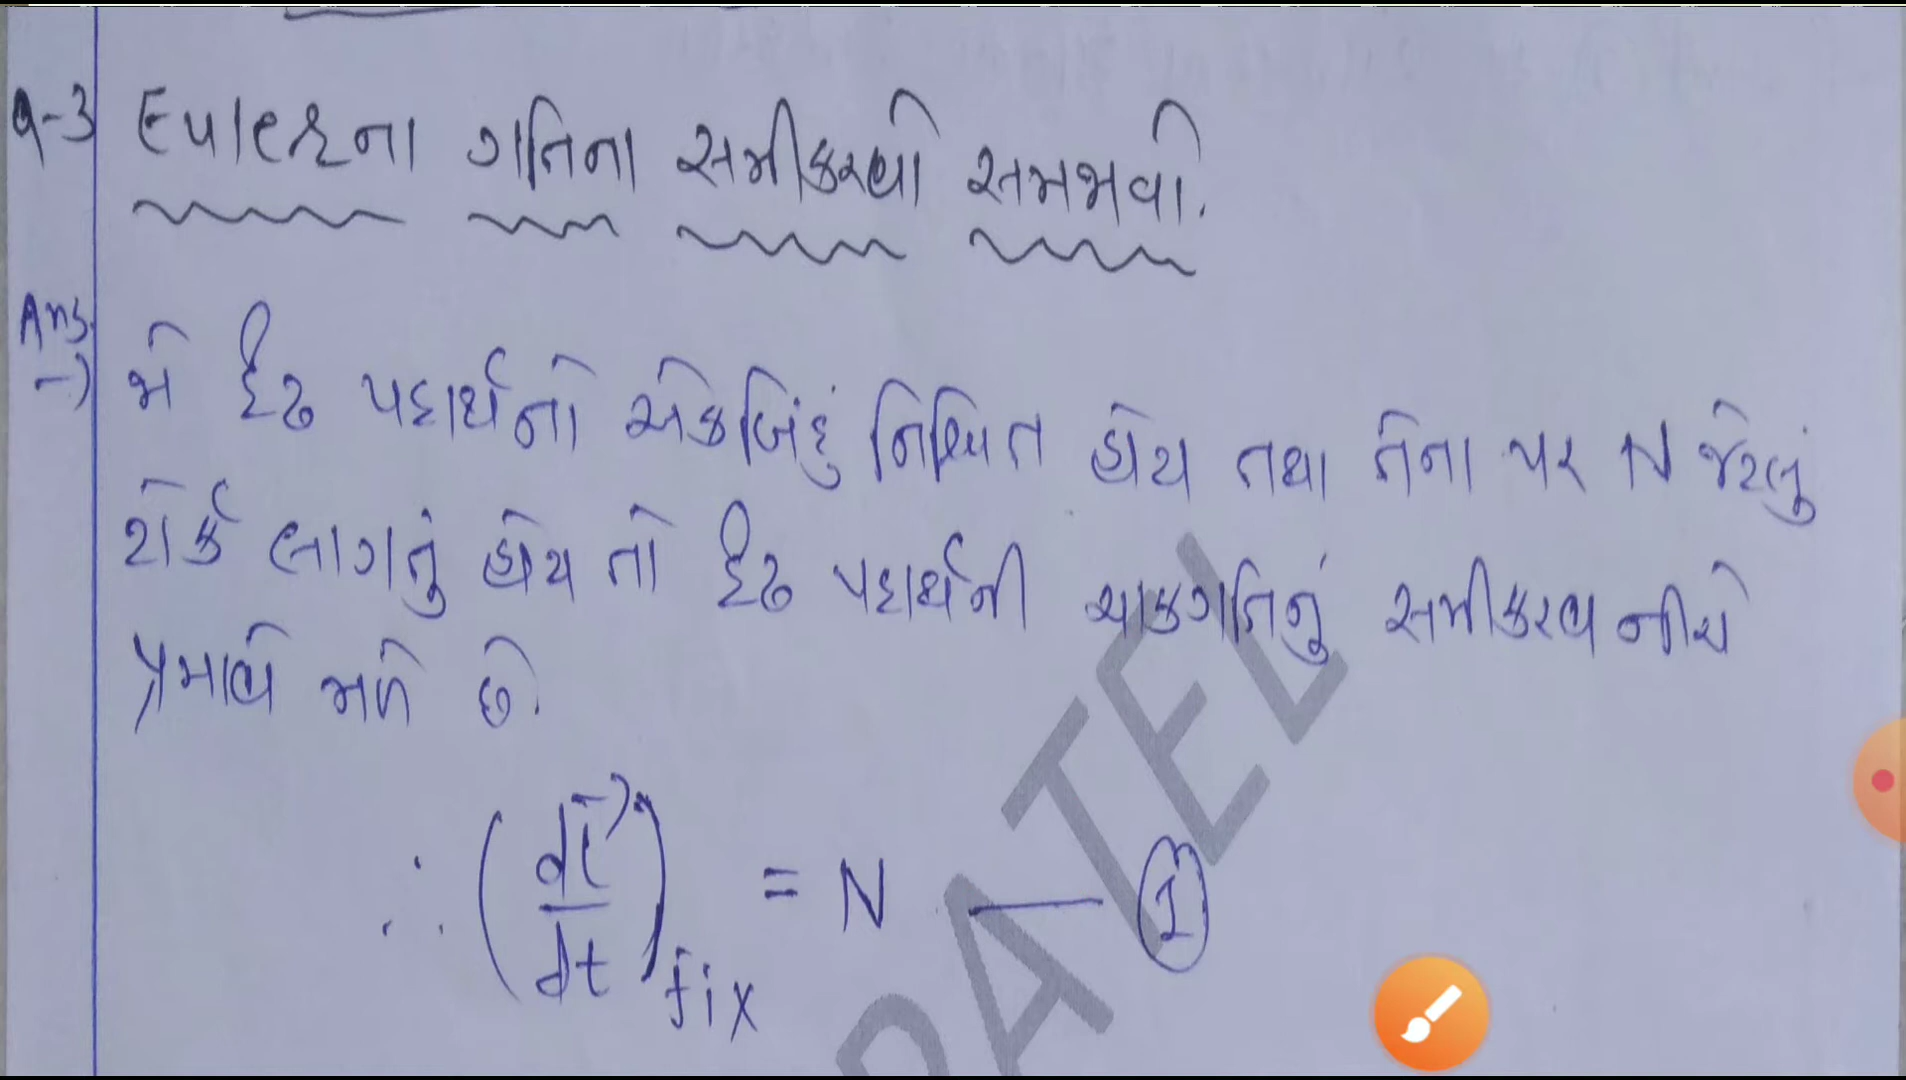 Q-3 Eulerના ગતિના સમીકરણો સમજાવો.
Ans.
→ જો દૃઢ પદાર્થનો એકબિંદુ નિશ્ચિત હોય તથા તેના પર N જેટલું
ટોર્ક લાગતું હોય તો દૃઢ પદાર્થની ચાકગતિનું સમીકરણ નીચે
પ્રમાણે મળે છે.
∴ (dL⃗/dt)fix = N — ①
PATEL